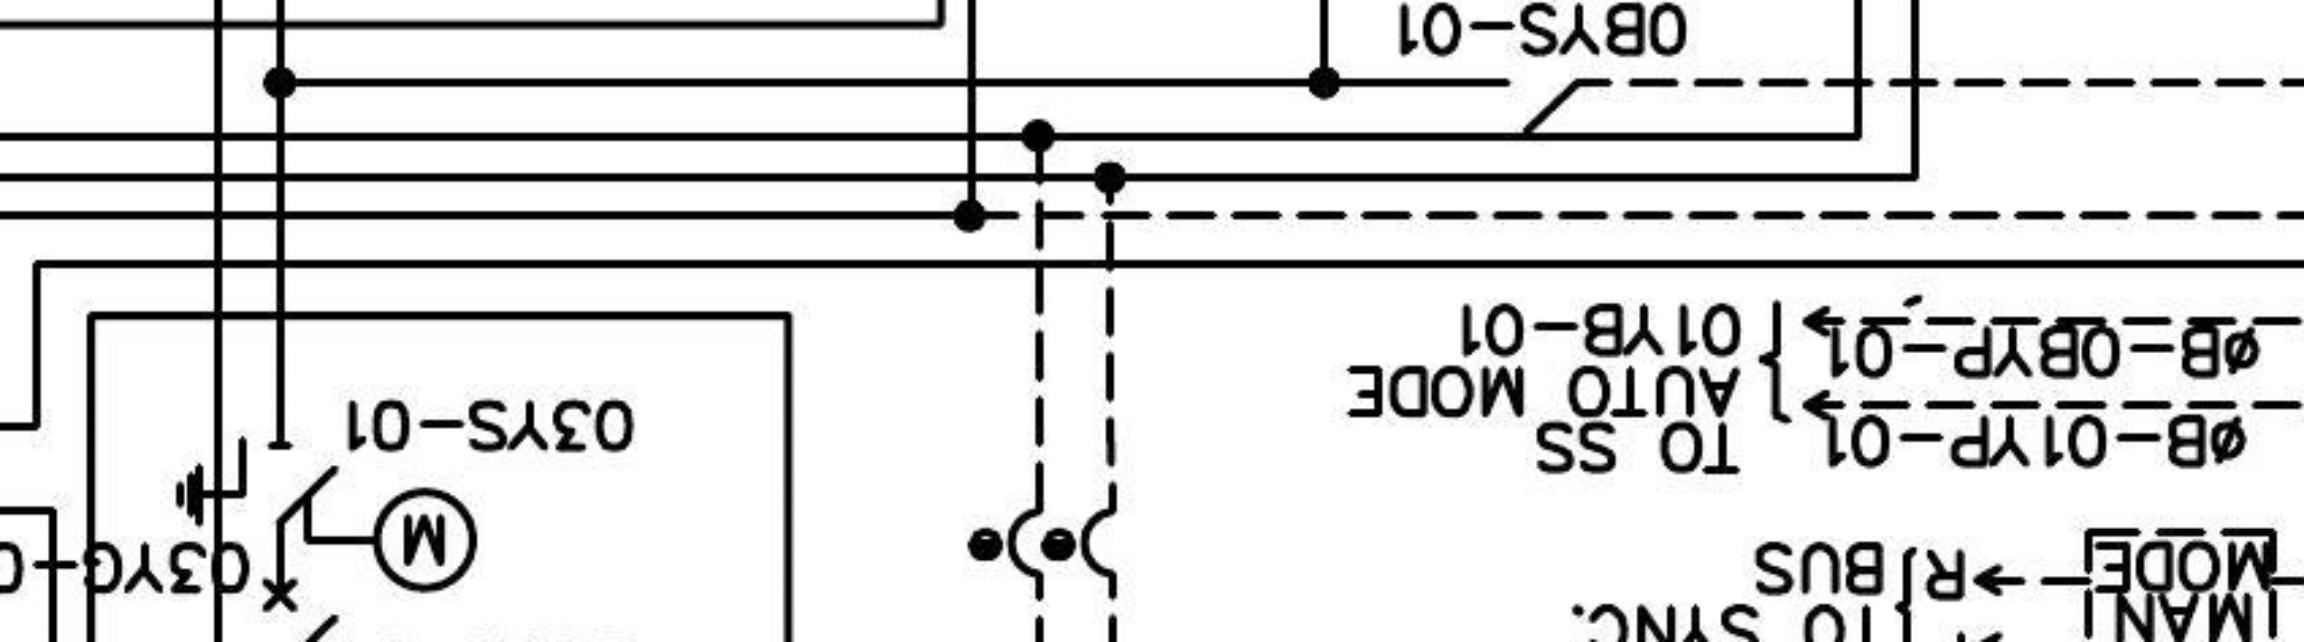 MAN
MODE
R
TO SYNC.
BUS
03YG-0
M
03YS-01
ØB-01YP-01
ØB-0BYP-01
TO SS
AUTO MODE
01YB-01
0BYS-01